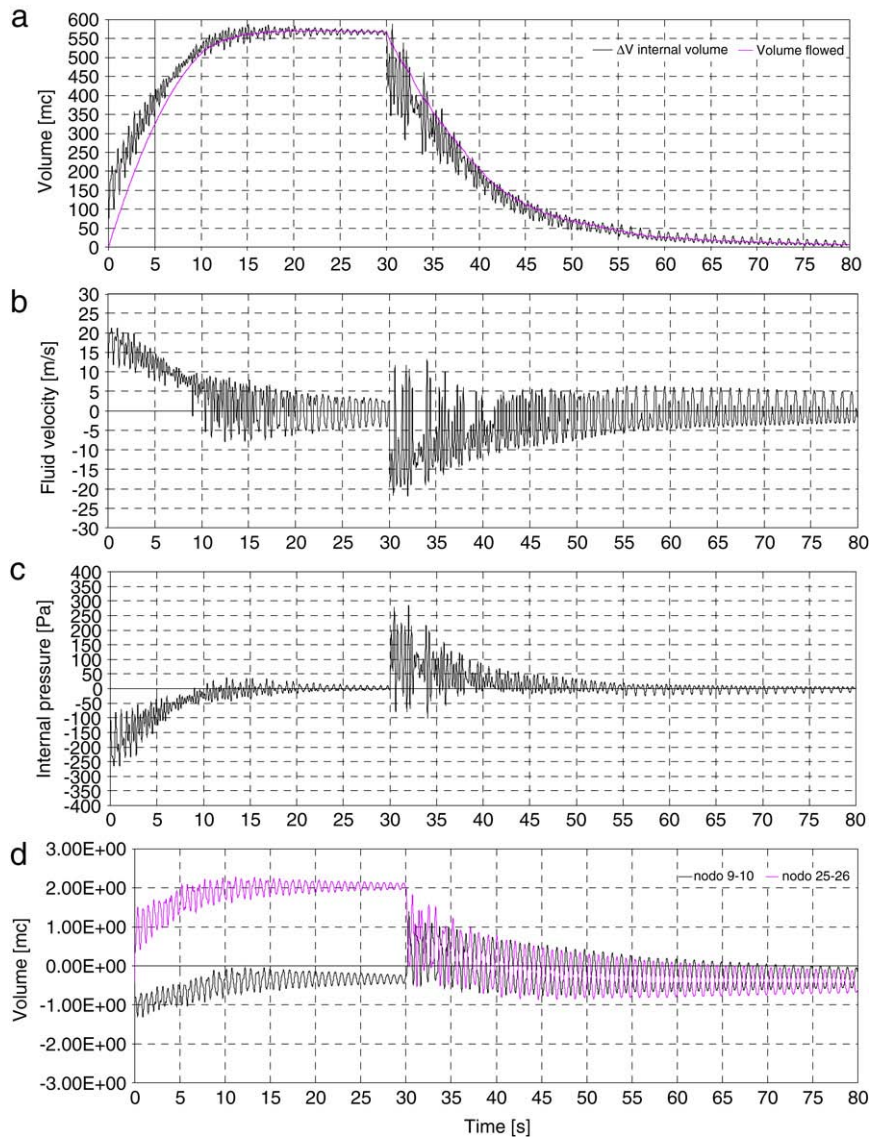 a
600
550
500
450
400
350
300
250
200
150
100
50
0
Volume [mc]
ΔV internal volume Volume flowed
0 5 10 15 20 25 30 35 40 45 50 55 60 65 70 75 80
b
30
25
20
15
10
5
0
-5
-10
-15
-20
-25
-30
Fluid velocity [m/s]
0 5 10 15 20 25 30 35 40 45 50 55 60 65 70 75 80
c
400
350
300
250
200
150
100
50
0
-50
-100
-150
-200
-250
-300
-350
-400
Internal pressure [Pa]
0 5 10 15 20 25 30 35 40 45 50 55 60 65 70 75 80
d
3.00E+00
2.00E+00
1.00E+00
0.00E+00
-1.00E+00
-2.00E+00
-3.00E+00
Volume [mc]
nodo 9-10 nodo 25-26
0 5 10 15 20 25 30 35 40 45 50 55 60 65 70 75 80
Time [s]